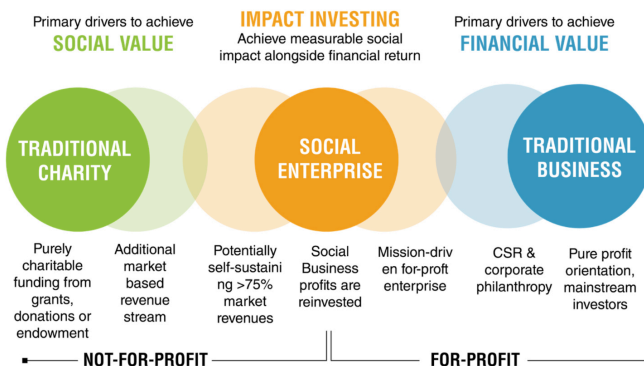 Primary drivers to achieve
SOCIAL VALUE
IMPACT INVESTING
Achieve measurable social
impact alongside financial return
Primary drivers to achieve
FINANCIAL VALUE
TRADITIONAL
CHARITY
SOCIAL
ENTERPRISE
TRADITIONAL
BUSINESS
Purely
charitable
funding from
grants,
donations or
endowment
Additional
market
based
revenue
stream
Potentially
self-sustaini
ng >75%
market
revenues
Social
Business
profits are
reinvested
Mission-driv
en for-proft
enterprise
CSR &
corporate
philanthropy
Pure profit
orientation,
mainstream
investors
NOT-FOR-PROFIT
FOR-PROFIT